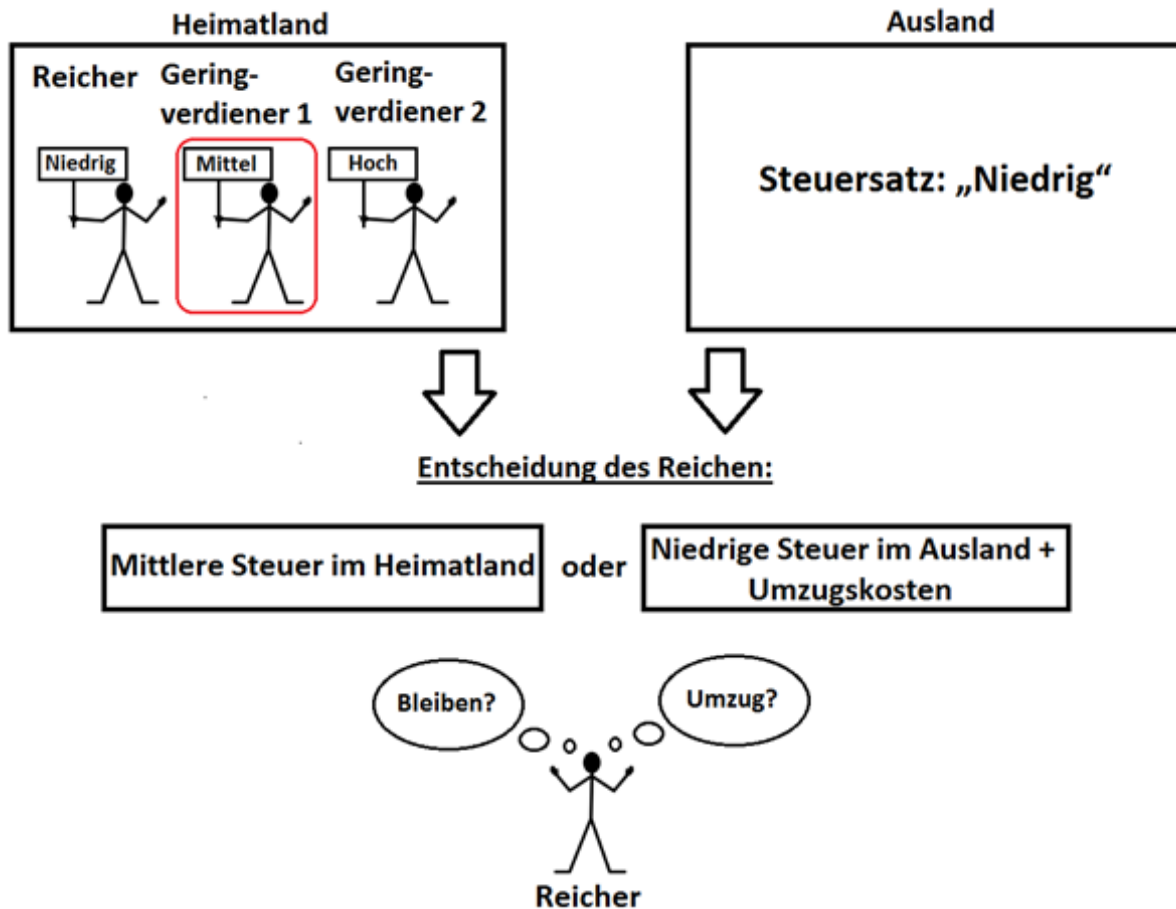 Heimatland
Ausland
Reicher
Gering-
verdiener 1
Gering-
verdiener 2
Niedrig
Mittel
Hoch
Steuersatz: „Niedrig“
Entscheidung des Reichen:
Mittlere Steuer im Heimatland
oder
Niedrige Steuer im Ausland +
Umzugskosten
Bleiben?
Umzug?
Reicher